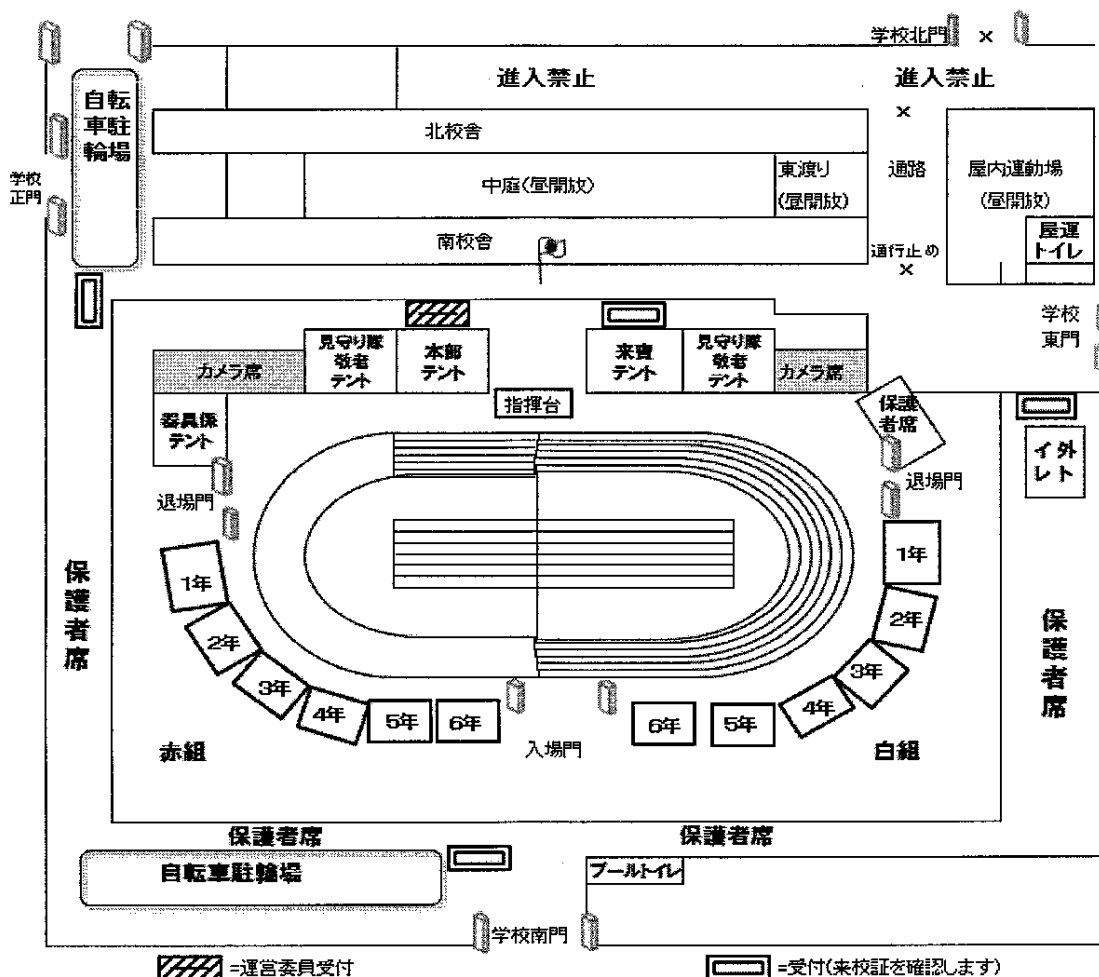 学校北門
×
進入禁止
進入禁止
自転
車駐
輪場
×
北校舎
学校
正門
中庭(昼開放)
東渡り
(昼開放)
通路
屋内運動場
(昼開放)
南校舎
屋運
トイレ
通行止め
×
学校
東門
カメラ席
見守り隊
敬者
テント
本部
テント
来賓
テント
見守り隊
敬者
テント
カメラ席
指揮台
器具係
テント
保護
者席
外
トイレ
退場門
退場門
保護者席
1年
2年
3年
4年
5年
6年
入場門
6年
5年
4年
3年
2年
1年
保護者席
赤組
白組
保護者席
保護者席
自転車駐輪場
プールトイレ
学校南門
=運営委員受付
=受付(来校証を確認します)